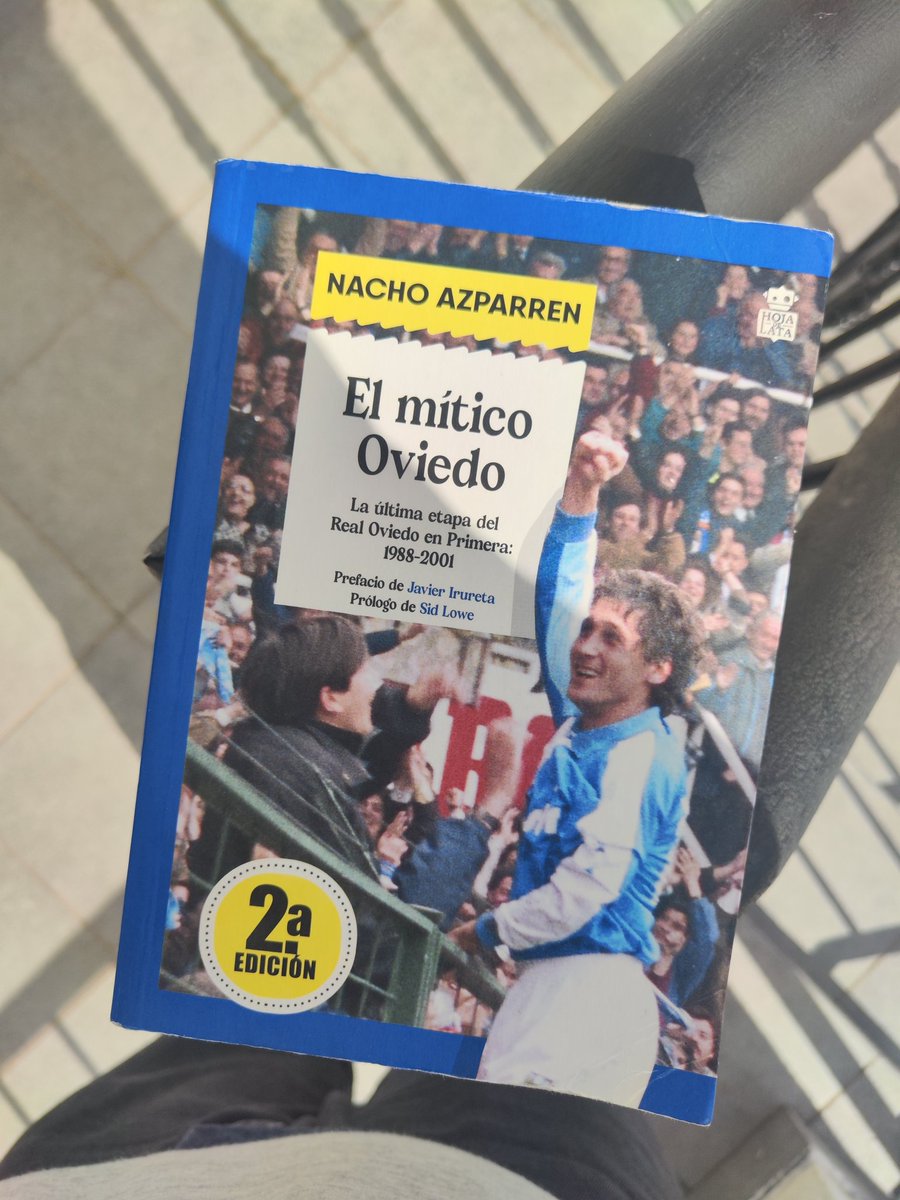 NACHO AZPARREN
HOJA
DE
LATA
El mítico
Oviedo
La última etapa del
Real Oviedo en Primera:
1988-2001
Prefacio de Javier Irureta
Prólogo de Sid Lowe
2.ª
EDICIÓN